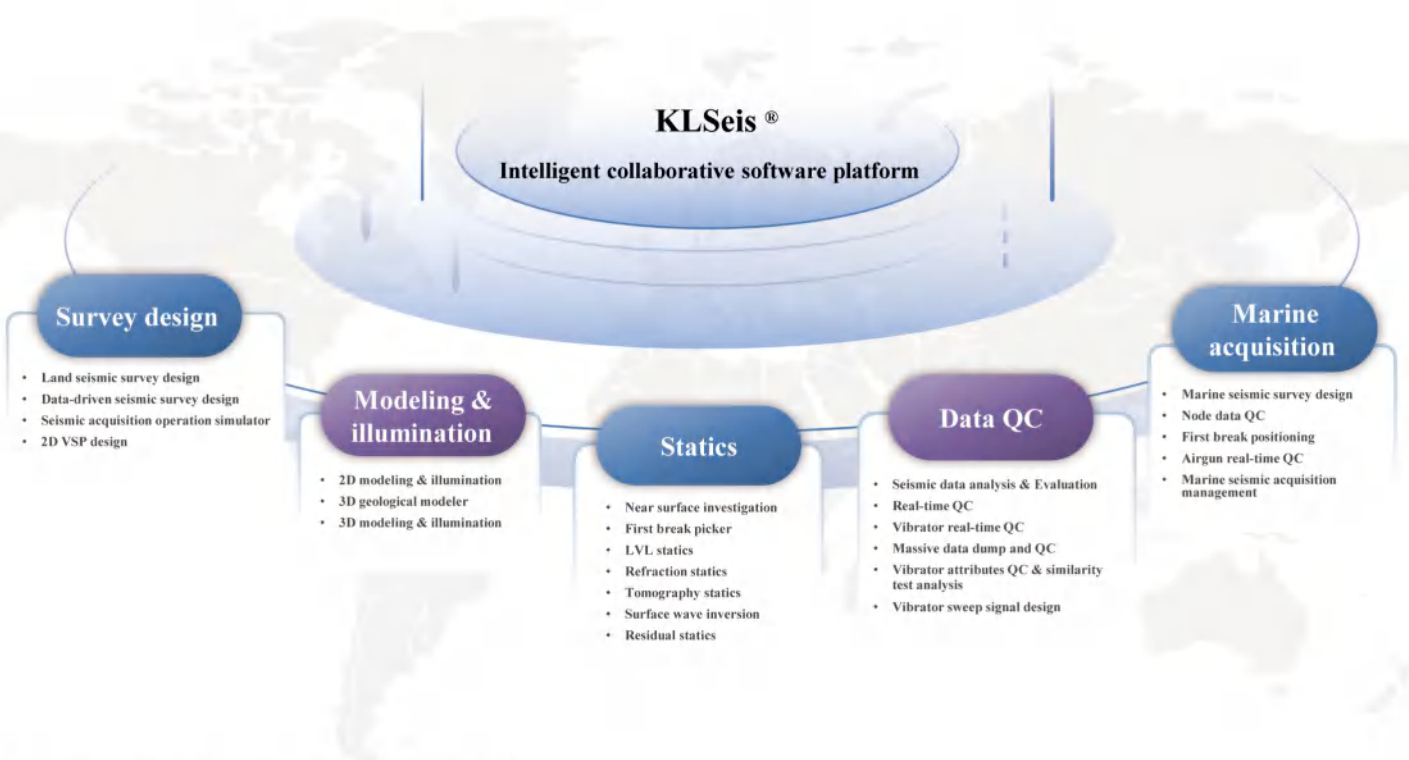 KLSeis ®
Intelligent collaborative software platform
Survey design
• Land seismic survey design
• Data-driven seismic survey design
• Seismic acquisition operation simulator
• 2D VSP design
Modeling &
illumination
• 2D modeling & illumination
• 3D geological modeler
• 3D modeling & illumination
Statics
• Near surface investigation
• First break picker
• LVL statics
• Refraction statics
• Tomography statics
• Surface wave inversion
• Residual statics
Data QC
• Seismic data analysis & Evaluation
• Real-time QC
• Vibrator real-time QC
• Massive data dump and QC
• Vibrator attributes QC & similarity
test analysis
• Vibrator sweep signal design
Marine
acquisition
• Marine seismic survey design
• Node data QC
• First break positioning
• Airgun real-time QC
• Marine seismic acquisition
management